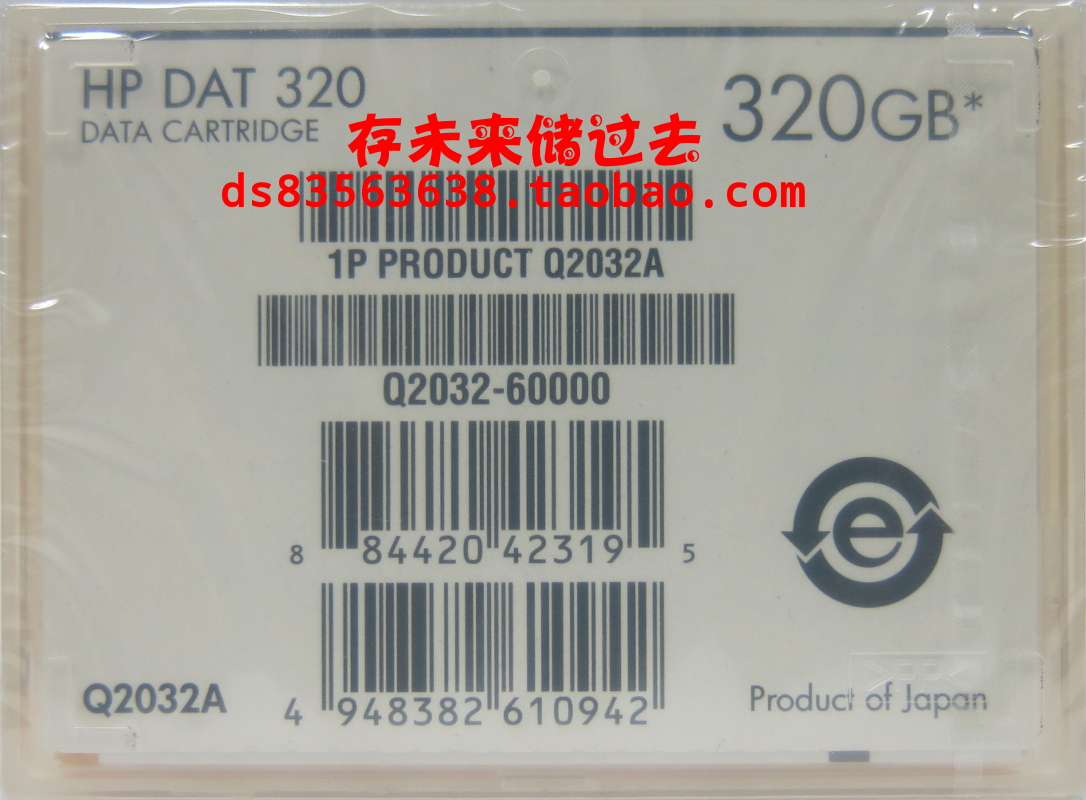 HP DAT 320
DATA CARTRIDGE
320GB*
存未来储过去
ds83563638.taobao.com
1P PRODUCT Q2032A
Q2032-60000
8 84420 42319 5
e
Q2032A
4 948382 610942
Product of Japan
>PP<